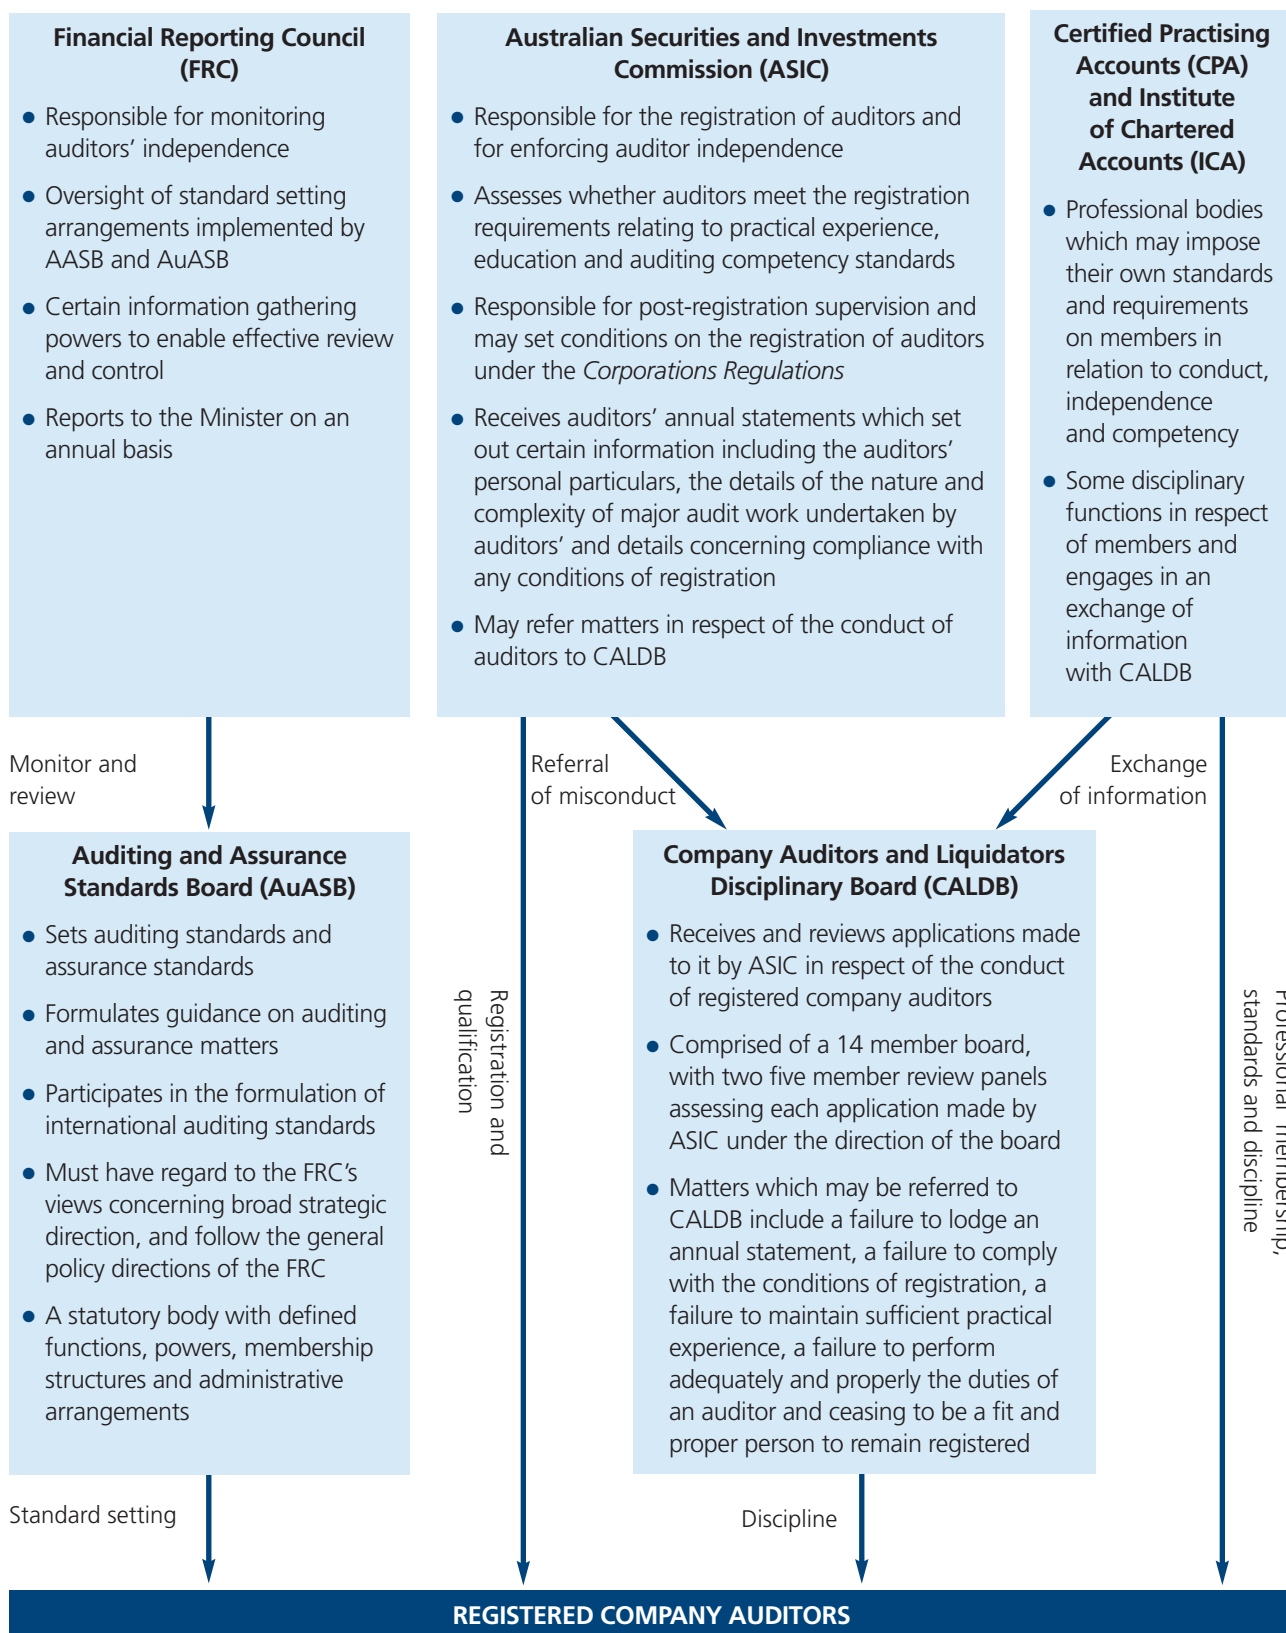 Financial Reporting Council
(FRC)
● Responsible for monitoring
auditors’ independence
● Oversight of standard setting
arrangements implemented by
AASB and AuASB
● Certain information gathering
powers to enable effective review
and control
● Reports to the Minister on an
annual basis
Australian Securities and Investments
Commission (ASIC)
● Responsible for the registration of auditors and
for enforcing auditor independence
● Assesses whether auditors meet the registration
requirements relating to practical experience,
education and auditing competency standards
● Responsible for post-registration supervision and
may set conditions on the registration of auditors
under the Corporations Regulations
● Receives auditors’ annual statements which set
out certain information including the auditors’
personal particulars, the details of the nature and
complexity of major audit work undertaken by
auditors’ and details concerning compliance with
any conditions of registration
● May refer matters in respect of the conduct of
auditors to CALDB
Certified Practising
Accounts (CPA)
and Institute
of Chartered
Accounts (ICA)
● Professional bodies
which may impose
their own standards
and requirements
on members in
relation to conduct,
independence
and competency
● Some disciplinary
functions in respect
of members and
engages in an
exchange of
information
with CALDB
Monitor and
review
Referral
of misconduct
Exchange
of information
Auditing and Assurance
Standards Board (AuASB)
● Sets auditing standards and
assurance standards
● Formulates guidance on auditing
and assurance matters
● Participates in the formulation of
international auditing standards
● Must have regard to the FRC’s
views concerning broad strategic
direction, and follow the general
policy directions of the FRC
● A statutory body with defined
functions, powers, membership
structures and administrative
arrangements
Registration and
qualification
Company Auditors and Liquidators
Disciplinary Board (CALDB)
● Receives and reviews applications made
to it by ASIC in respect of the conduct
of registered company auditors
● Comprised of a 14 member board,
with two five member review panels
assessing each application made by
ASIC under the direction of the board
● Matters which may be referred to
CALDB include a failure to lodge an
annual statement, a failure to comply
with the conditions of registration, a
failure to maintain sufficient practical
experience, a failure to perform
adequately and properly the duties of
an auditor and ceasing to be a fit and
proper person to remain registered
Professional membership,
standards and discipline
Standard setting
Discipline
REGISTERED COMPANY AUDITORS